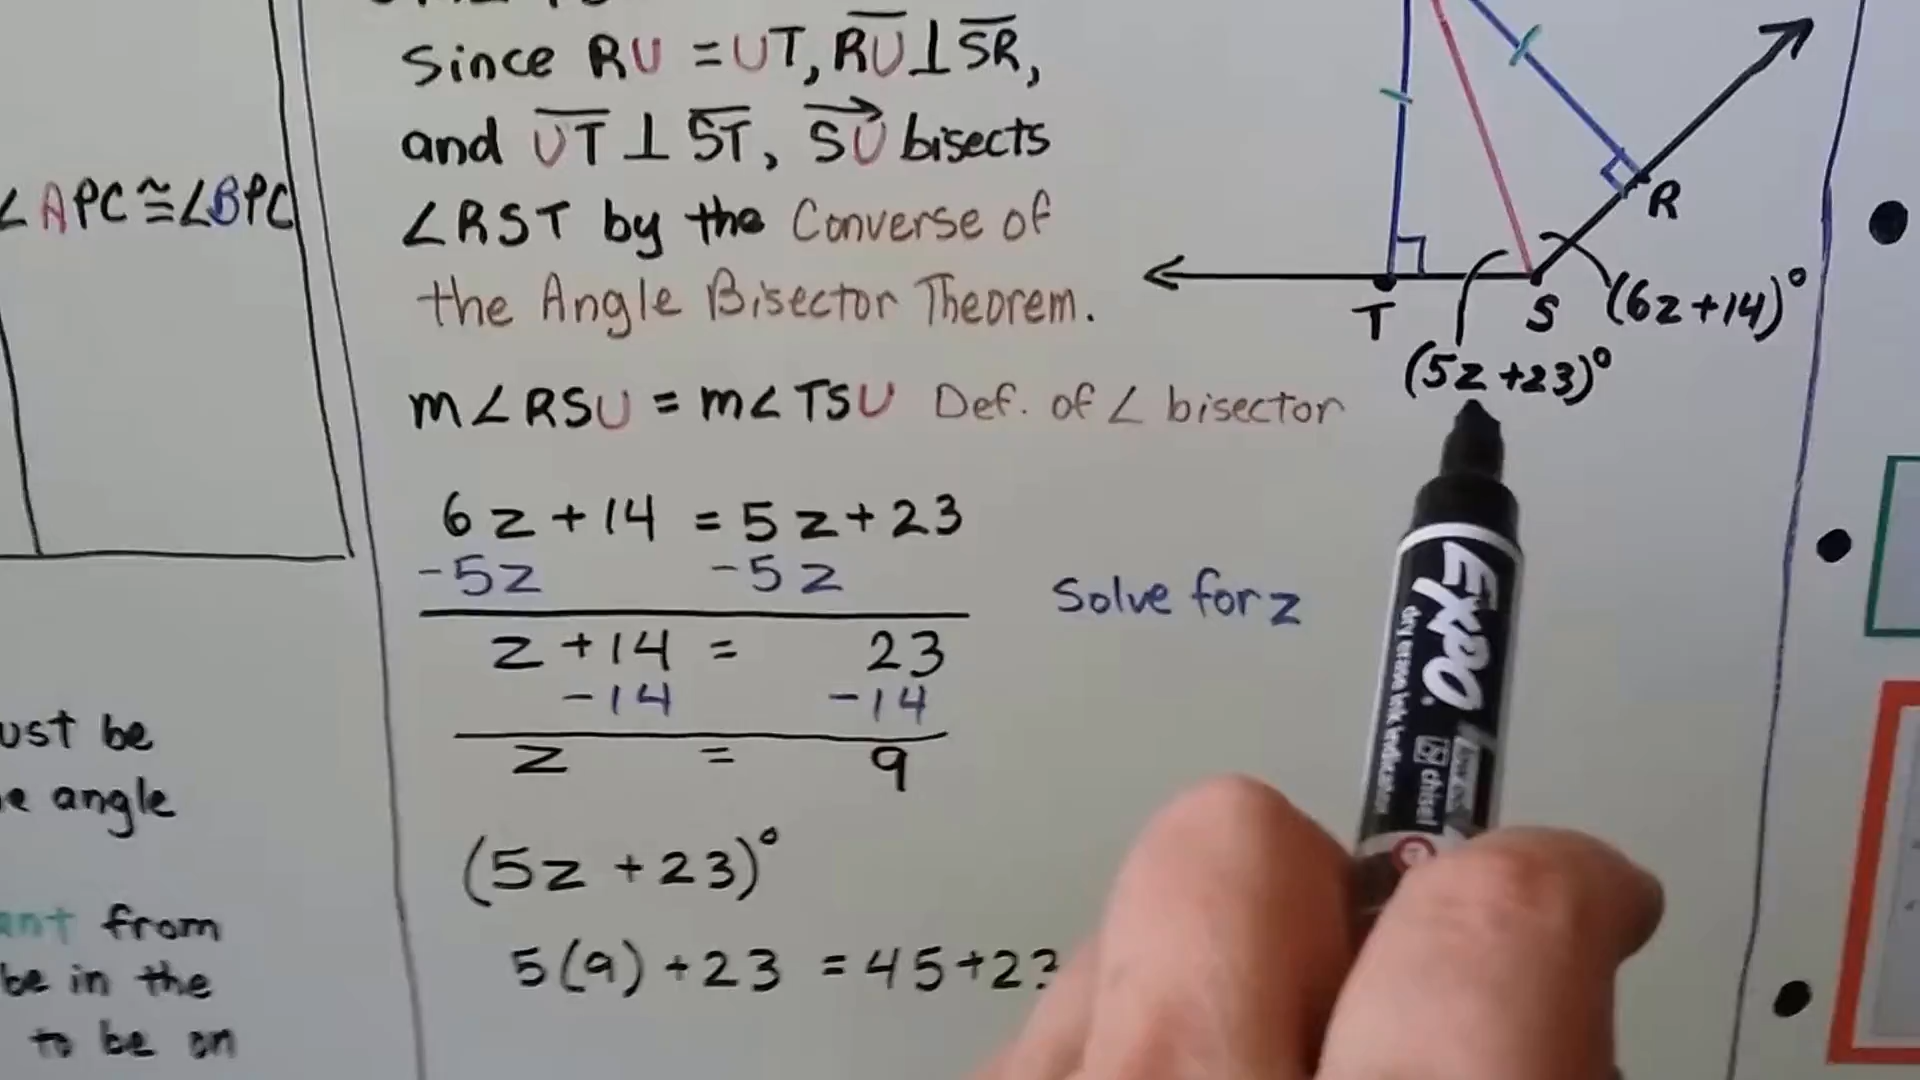 Since RU = UT, RU ⊥ SR,
and UT ⊥ ST, SU bisects
∠RST by the Converse of
the Angle Bisector Theorem.
m∠RSU = m∠TSU Def. of ∠ bisector
6z + 14 = 5z + 23
-5z -5z
Solve for z
z + 14 = 23
-14 -14
z = 9
(5z + 23)°
5(9) + 23 = 45 + 23
R
T
S
(6z + 14)°
(5z + 23)°
∠APC ≅ ∠BPC
ust be
e angle
ant from
be in the
to be on
EXPO
chisel